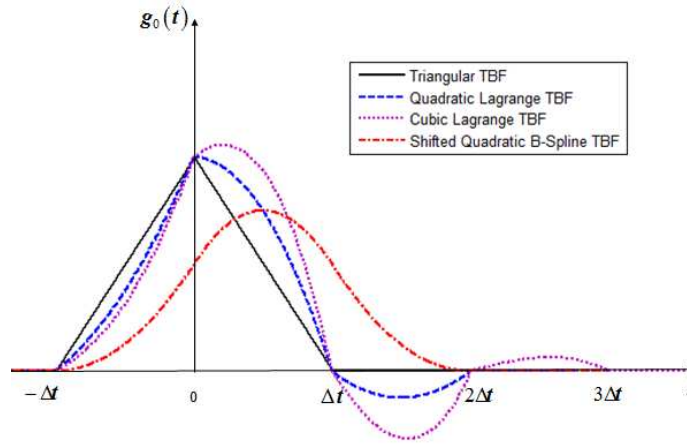 g₀(t)
Triangular TBF
Quadratic Lagrange TBF
Cubic Lagrange TBF
Shifted Quadratic B-Spline TBF
−Δt
0
Δt
2Δt
3Δt